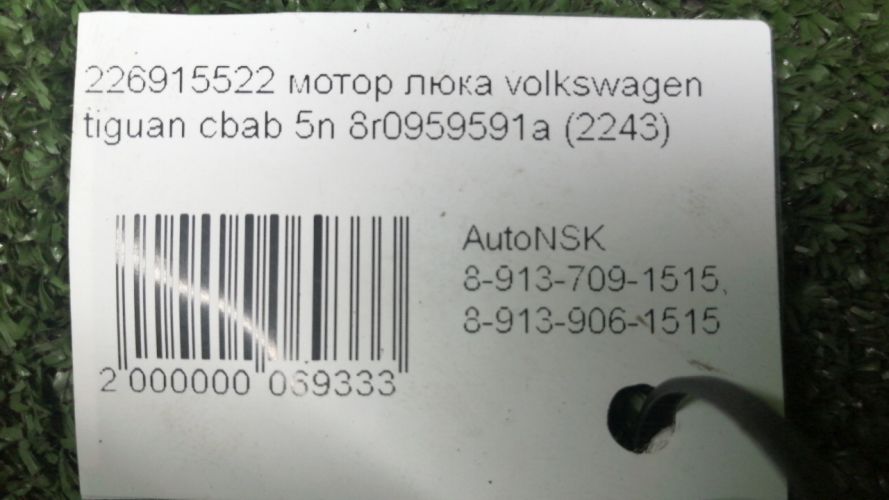 226915522 мотор люка volkswagen
tiguan cbab 5n 8r0959591a (2243)
AutoNSK
8-913-709-1515,
8-913-906-1515
2 000000 069333